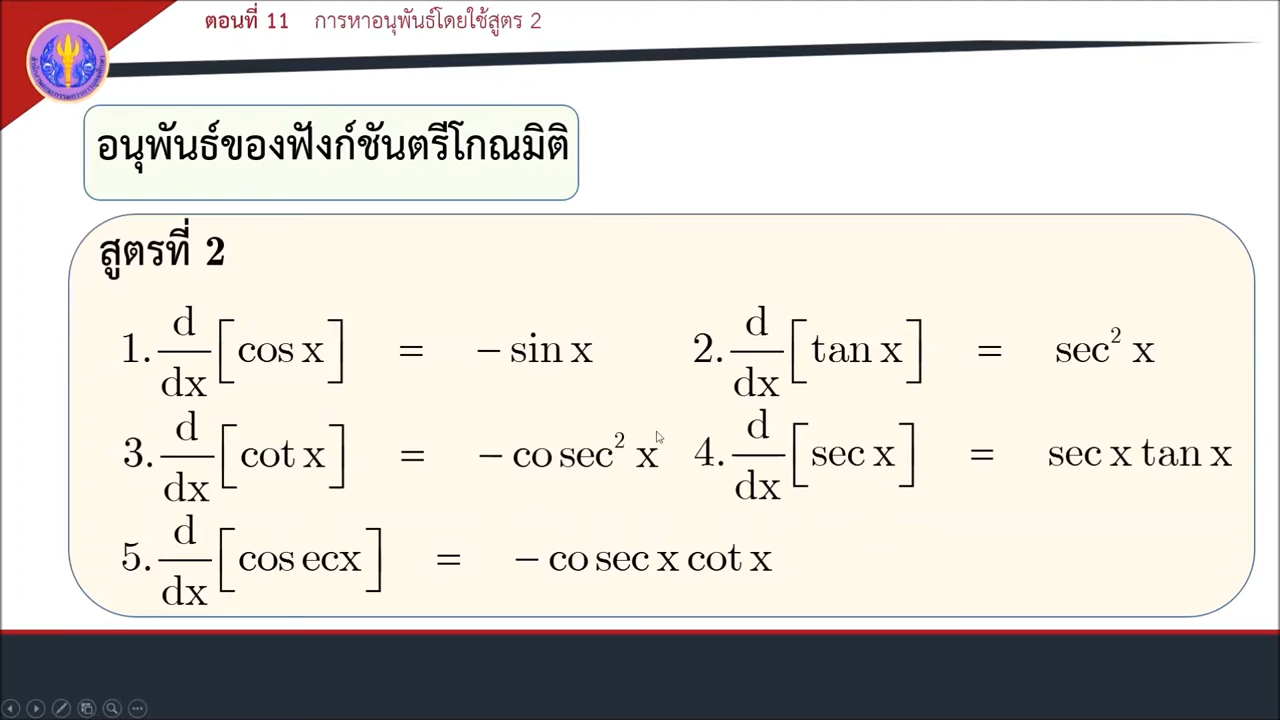 ตอนที่ 11 การหาอนุพันธ์โดยใช้สูตร 2
อนุพันธ์ของฟังก์ชันตรีโกณมิติ
สูตรที่ 2
1. d/dx [cos x] = − sin x 2. d/dx [tan x] = sec² x
3. d/dx [cot x] = − co sec² x 4. d/dx [sec x] = sec x tan x
5. d/dx [cos ecx] = − co sec x cot x